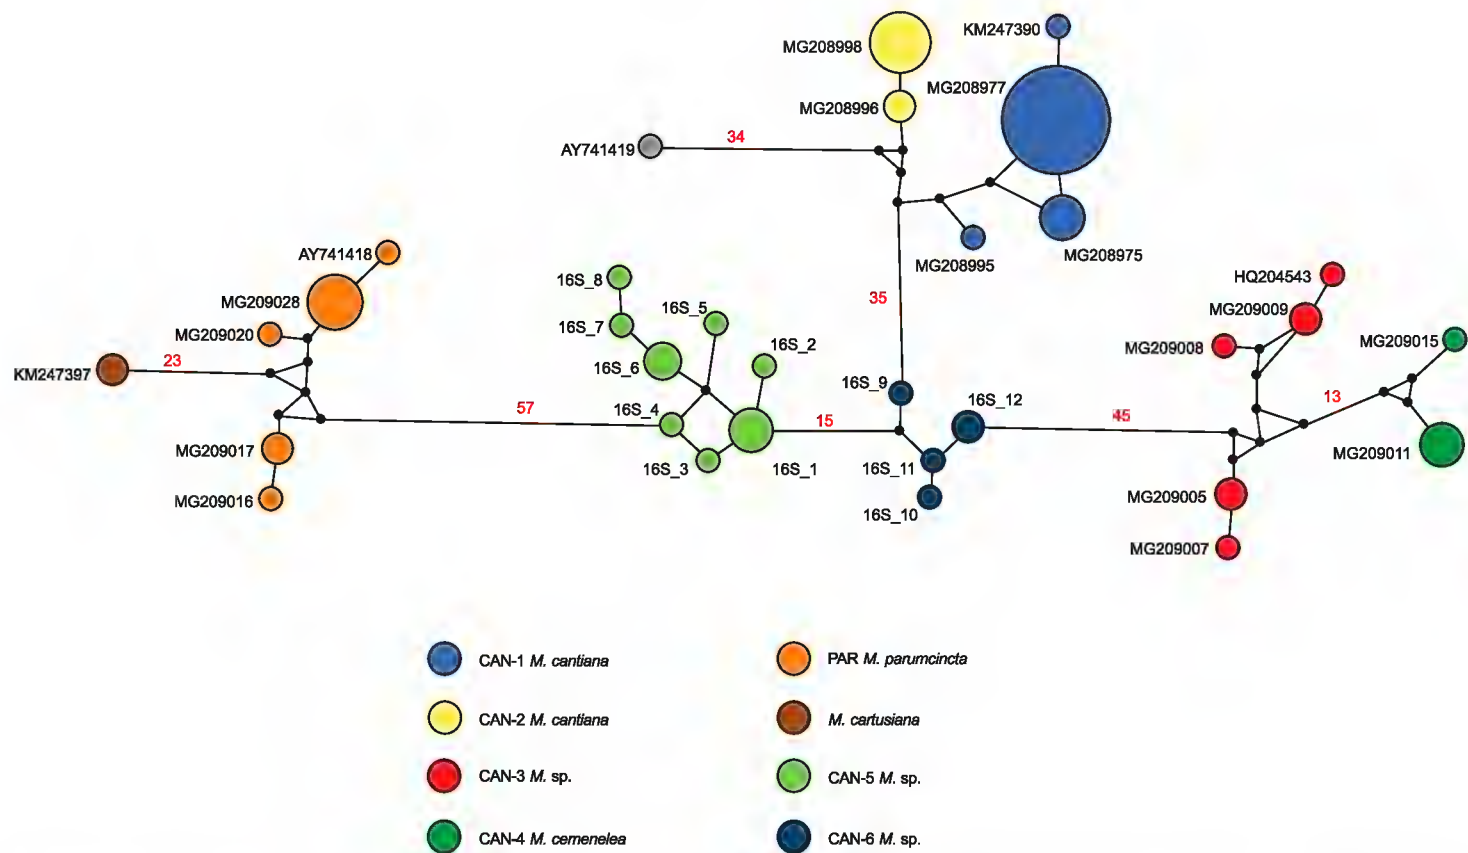 KM247390
MG208998
MG208977
MG208996
34
AY741419
MG208975
MG208995
AY741418
HQ204543
16S_8
MG209028
35
MG209009
16S_5
16S_7
MG209020
MG209015
MG209008
16S_2
23
KM247397
16S_6
16S_9
13
16S_12
57
16S_4
15
45
MG209017
MG209011
16S_3
16S_1
16S_11
MG209016
MG209005
16S_10
MG209007
CAN-1 M. cantiana
PAR M. parumcincta
CAN-2 M. cantiana
M. cartusiana
CAN-3 M. sp.
CAN-5 M. sp.
CAN-4 M. cemenelea
CAN-6 M. sp.